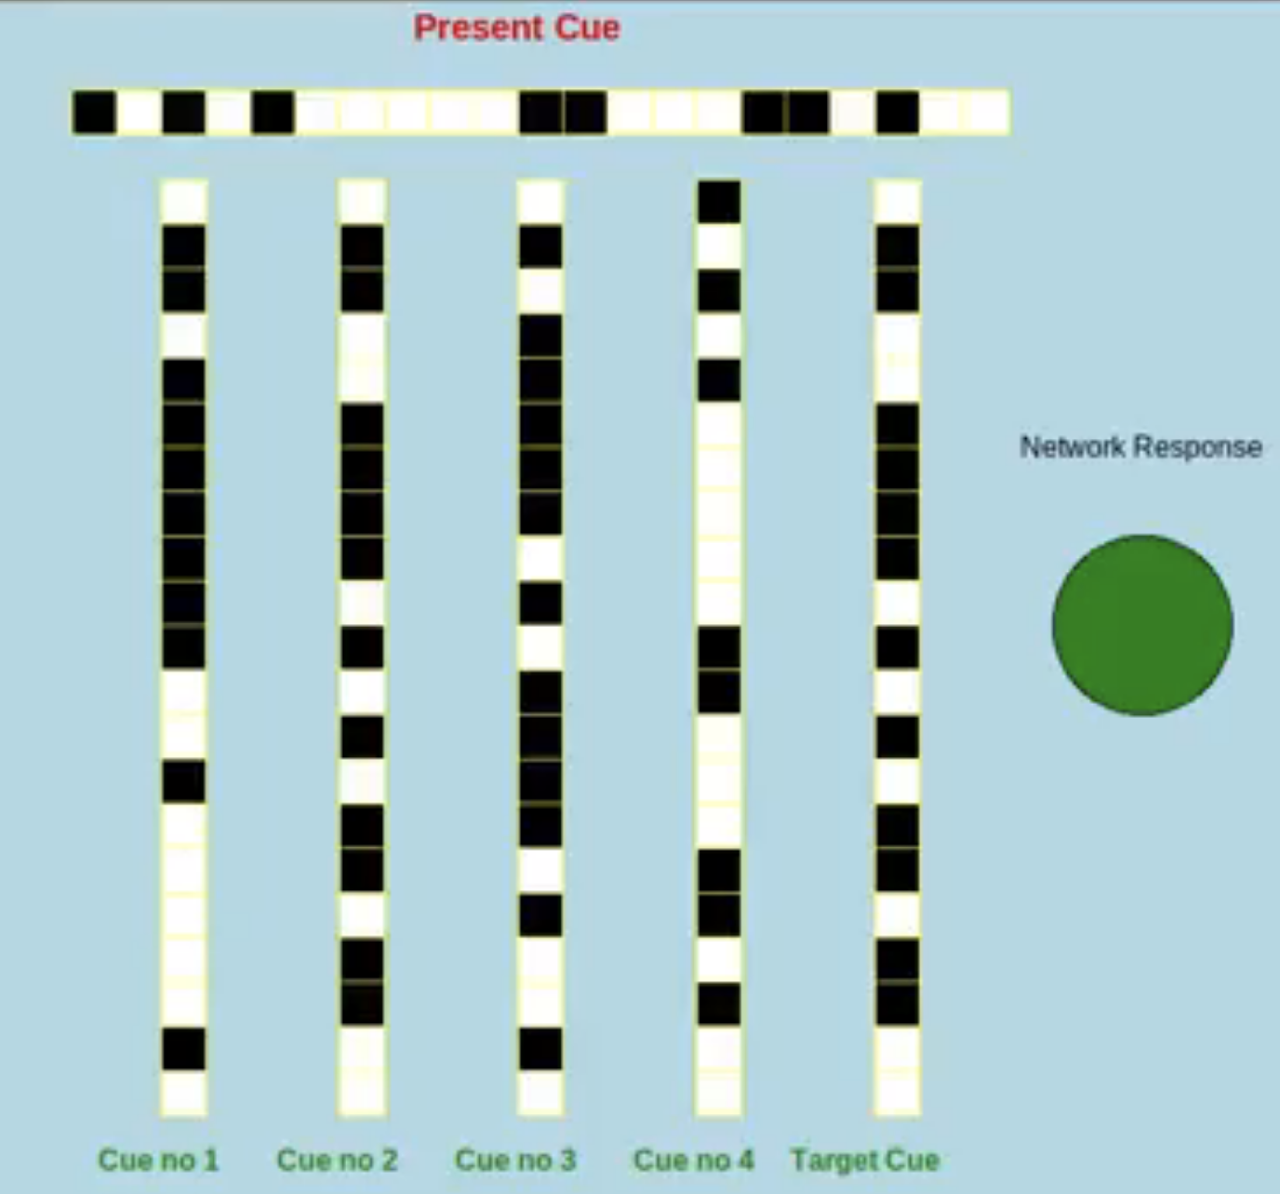 Present Cue
Network Response
Cue no 1
Cue no 2
Cue no 3
Cue no 4
Target Cue